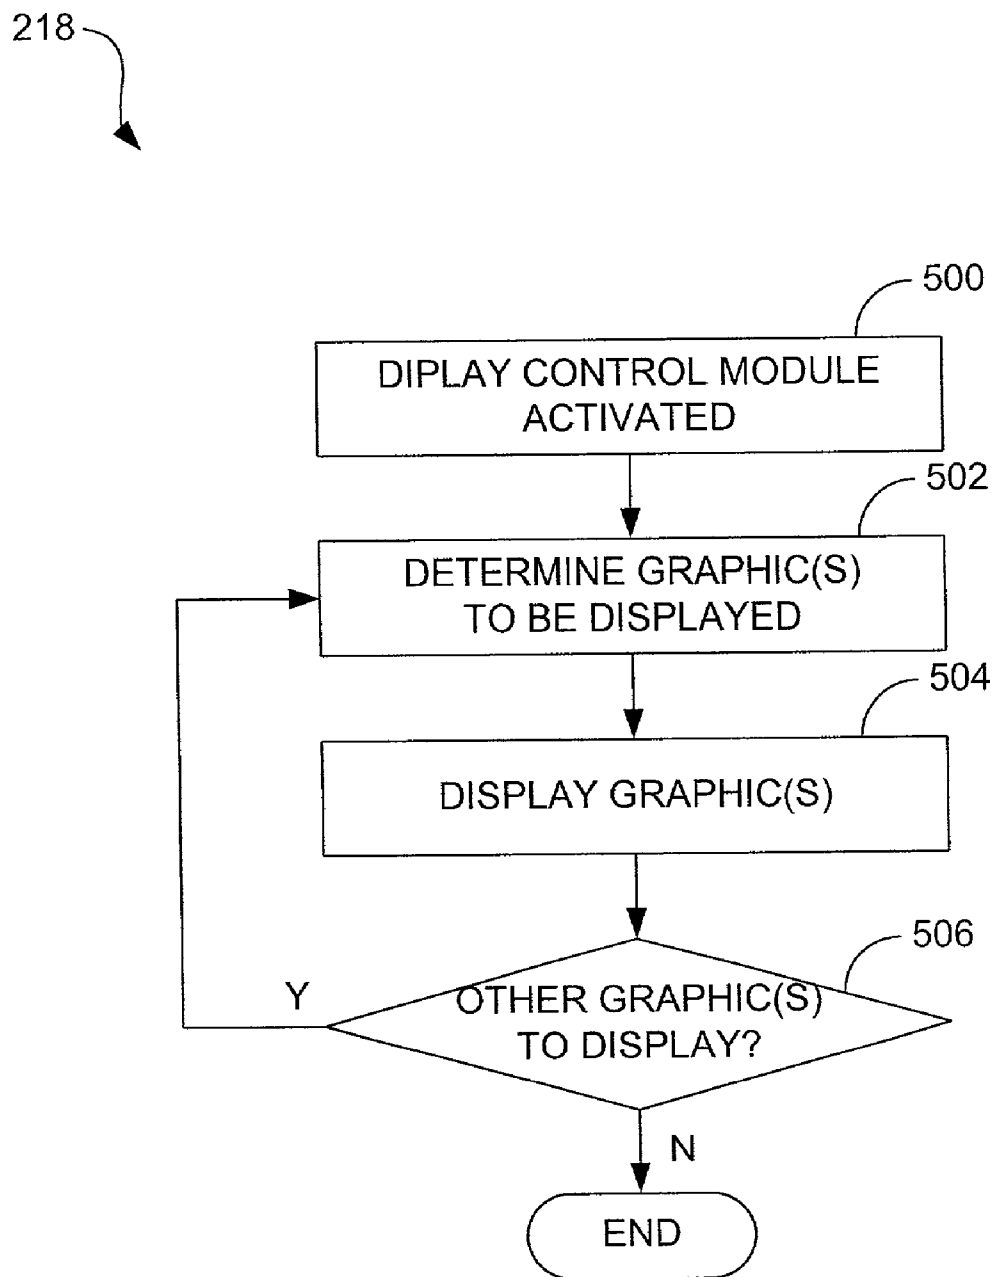 218
500
DIPLAY CONTROL MODULE
ACTIVATED
502
DETERMINE GRAPHIC(S)
TO BE DISPLAYED
504
DISPLAY GRAPHIC(S)
506
Y
OTHER GRAPHIC(S)
TO DISPLAY?
N
END